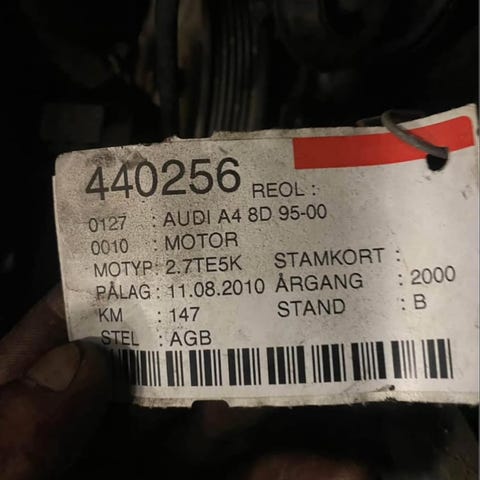 440256 REOL :
0127 : AUDI A4 8D 95-00
0010 : MOTOR
MOTYP : 2.7TE5K STAMKORT :
PÅLAG : 11.08.2010 ÅRGANG : 2000
KM : 147 STAND : B
STEL : AGB